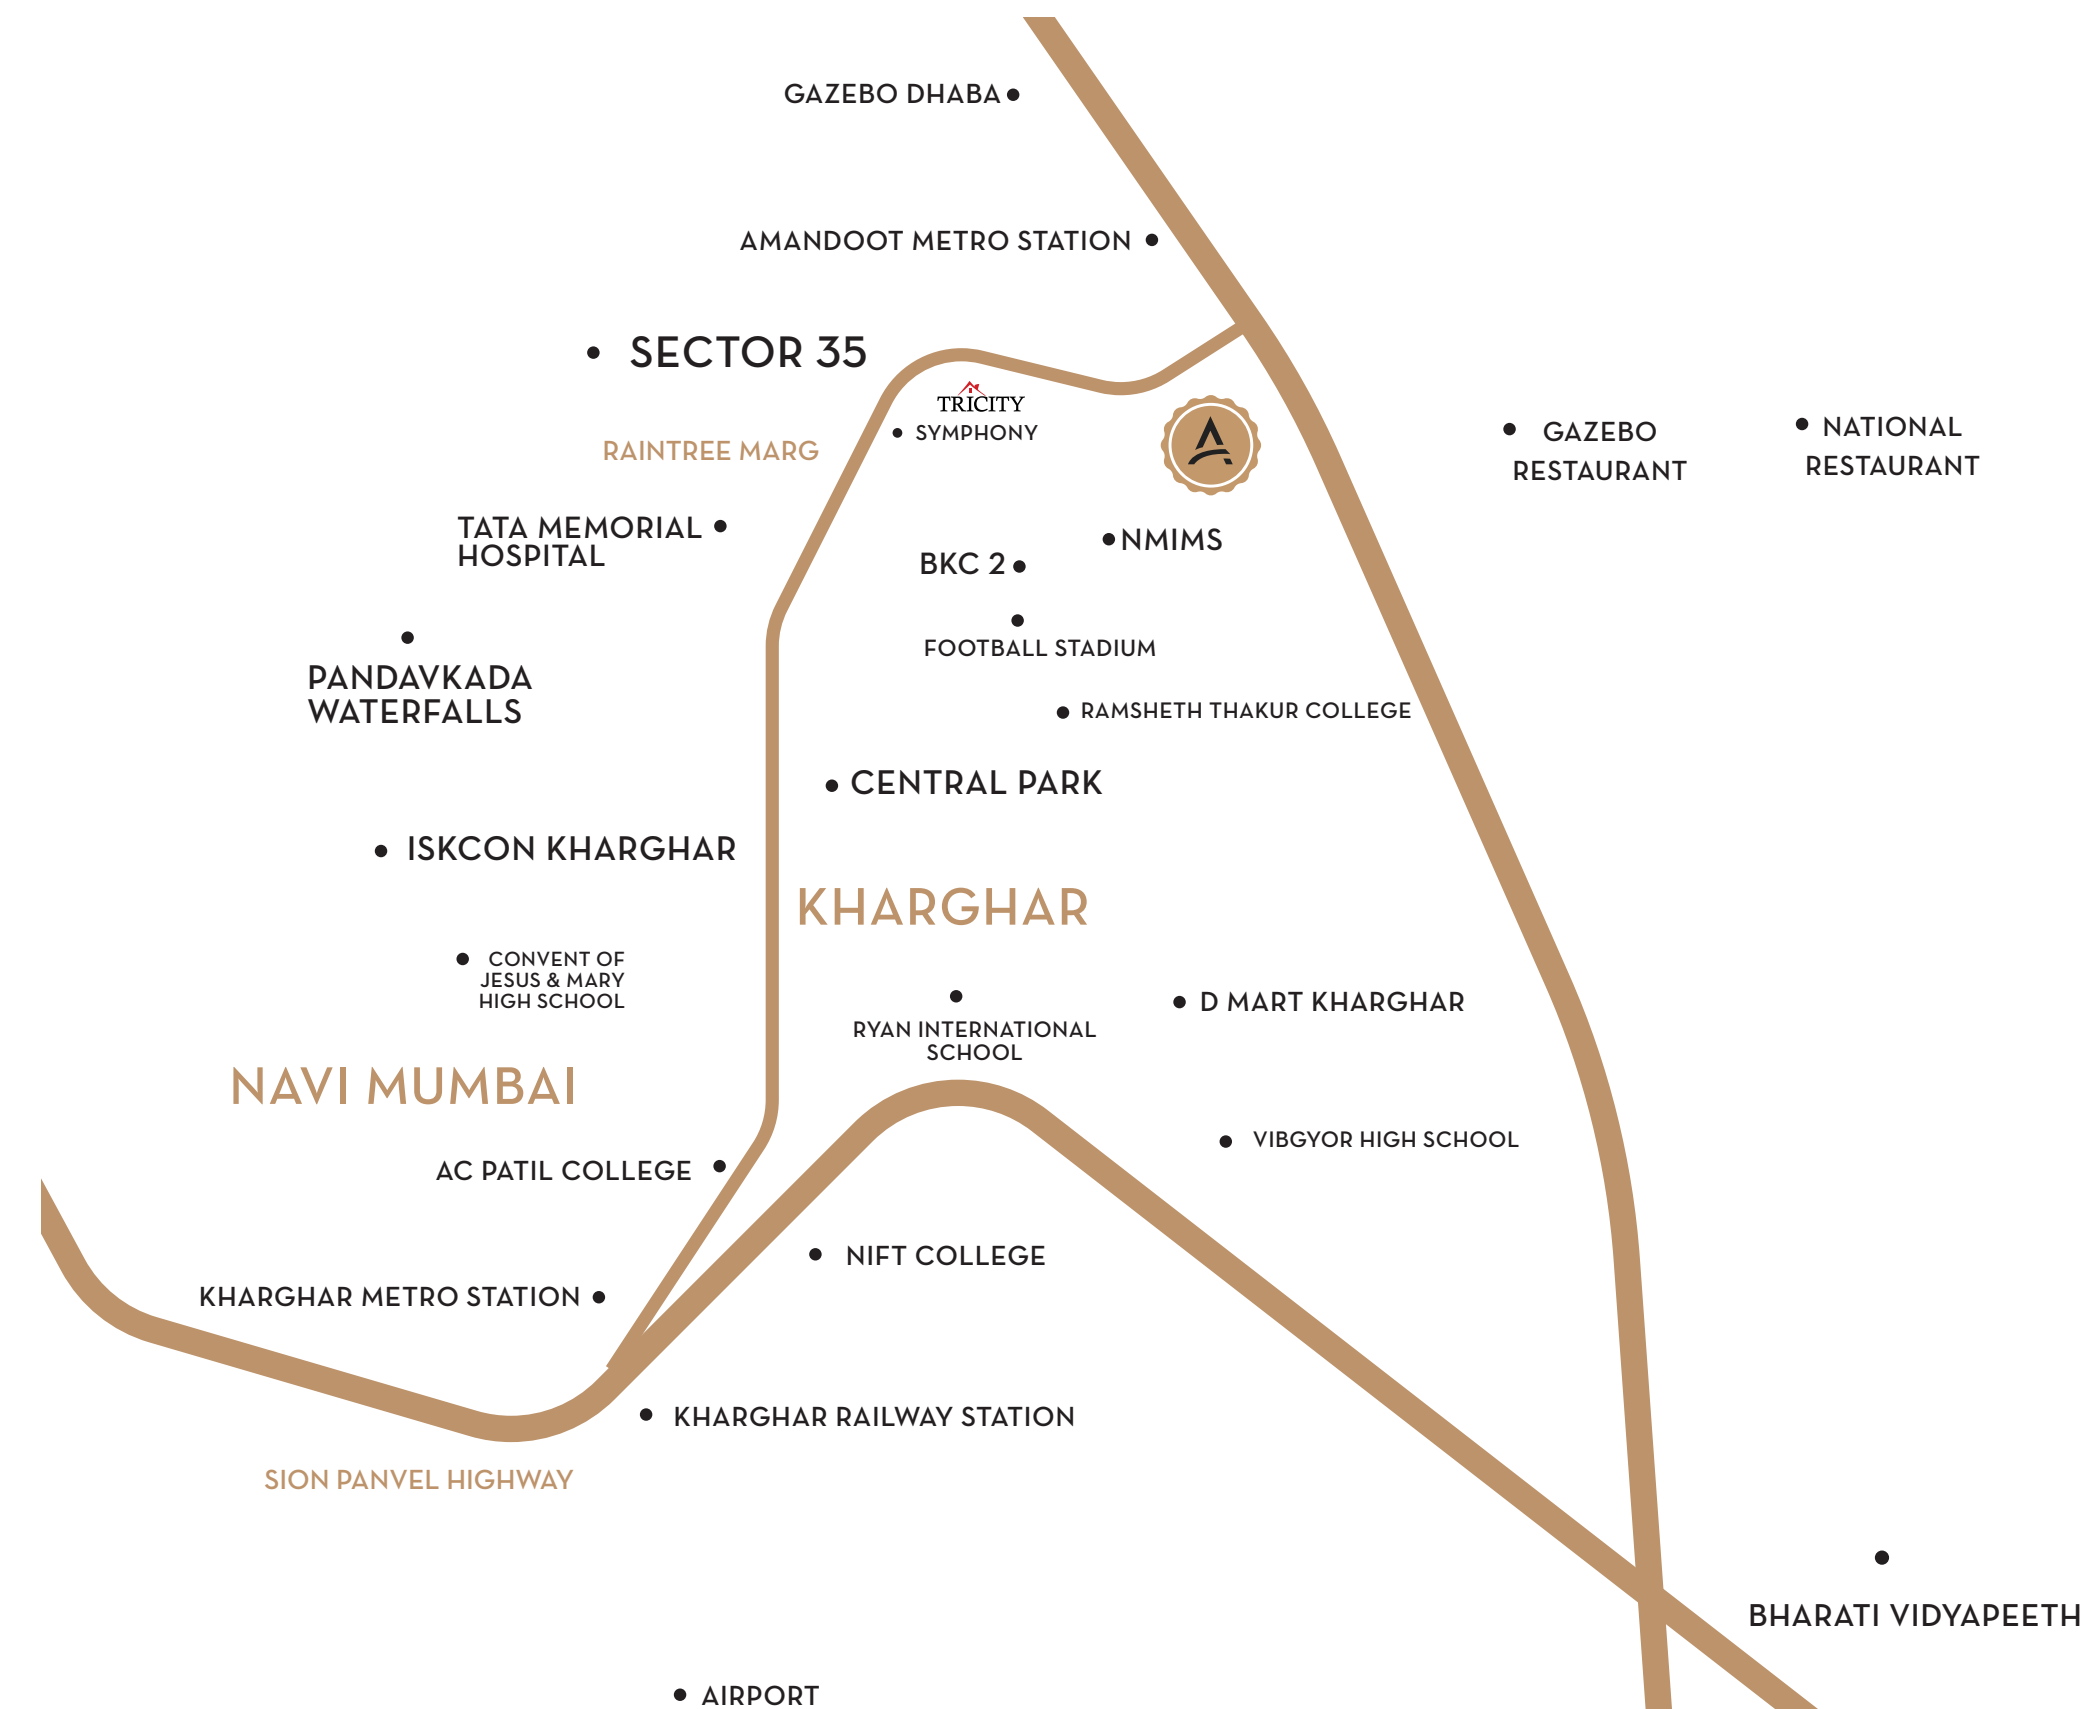 GAZEBO DHABA
AMANDOOT METRO STATION
SECTOR 35
TRICITY
SYMPHONY
RAINTREE MARG
GAZEBO
RESTAURANT
NATIONAL
RESTAURANT
TATA MEMORIAL
HOSPITAL
NMIMS
BKC 2
FOOTBALL STADIUM
PANDAVKADA
WATERFALLS
RAMSHETH THAKUR COLLEGE
CENTRAL PARK
ISKCON KHARGHAR
KHARGHAR
CONVENT OF
JESUS & MARY
HIGH SCHOOL
D MART KHARGHAR
RYAN INTERNATIONAL
SCHOOL
NAVI MUMBAI
VIBGYOR HIGH SCHOOL
AC PATIL COLLEGE
NIFT COLLEGE
KHARGHAR METRO STATION
KHARGHAR RAILWAY STATION
SION PANVEL HIGHWAY
BHARATI VIDYAPEETH
AIRPORT